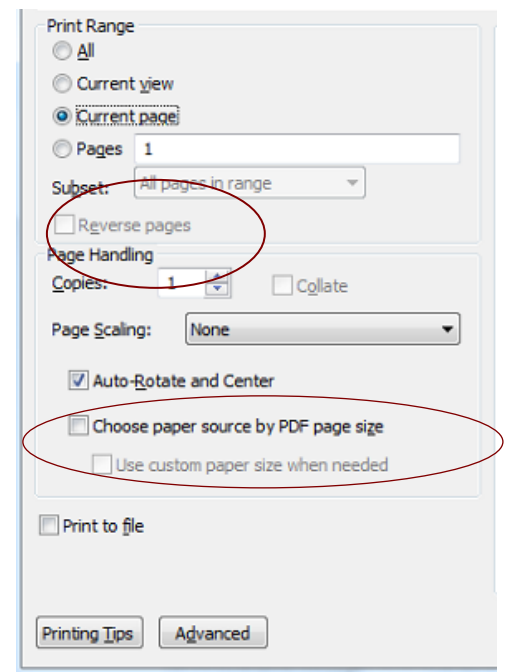 Print Range
All
Current view
Current page
Pages 1
Subset: All pages in range
Reverse pages
Page Handling
Copies: 1 Collate
Page Scaling: None
Auto-Rotate and Center
Choose paper source by PDF page size
Use custom paper size when needed
Print to file
Printing Tips Advanced